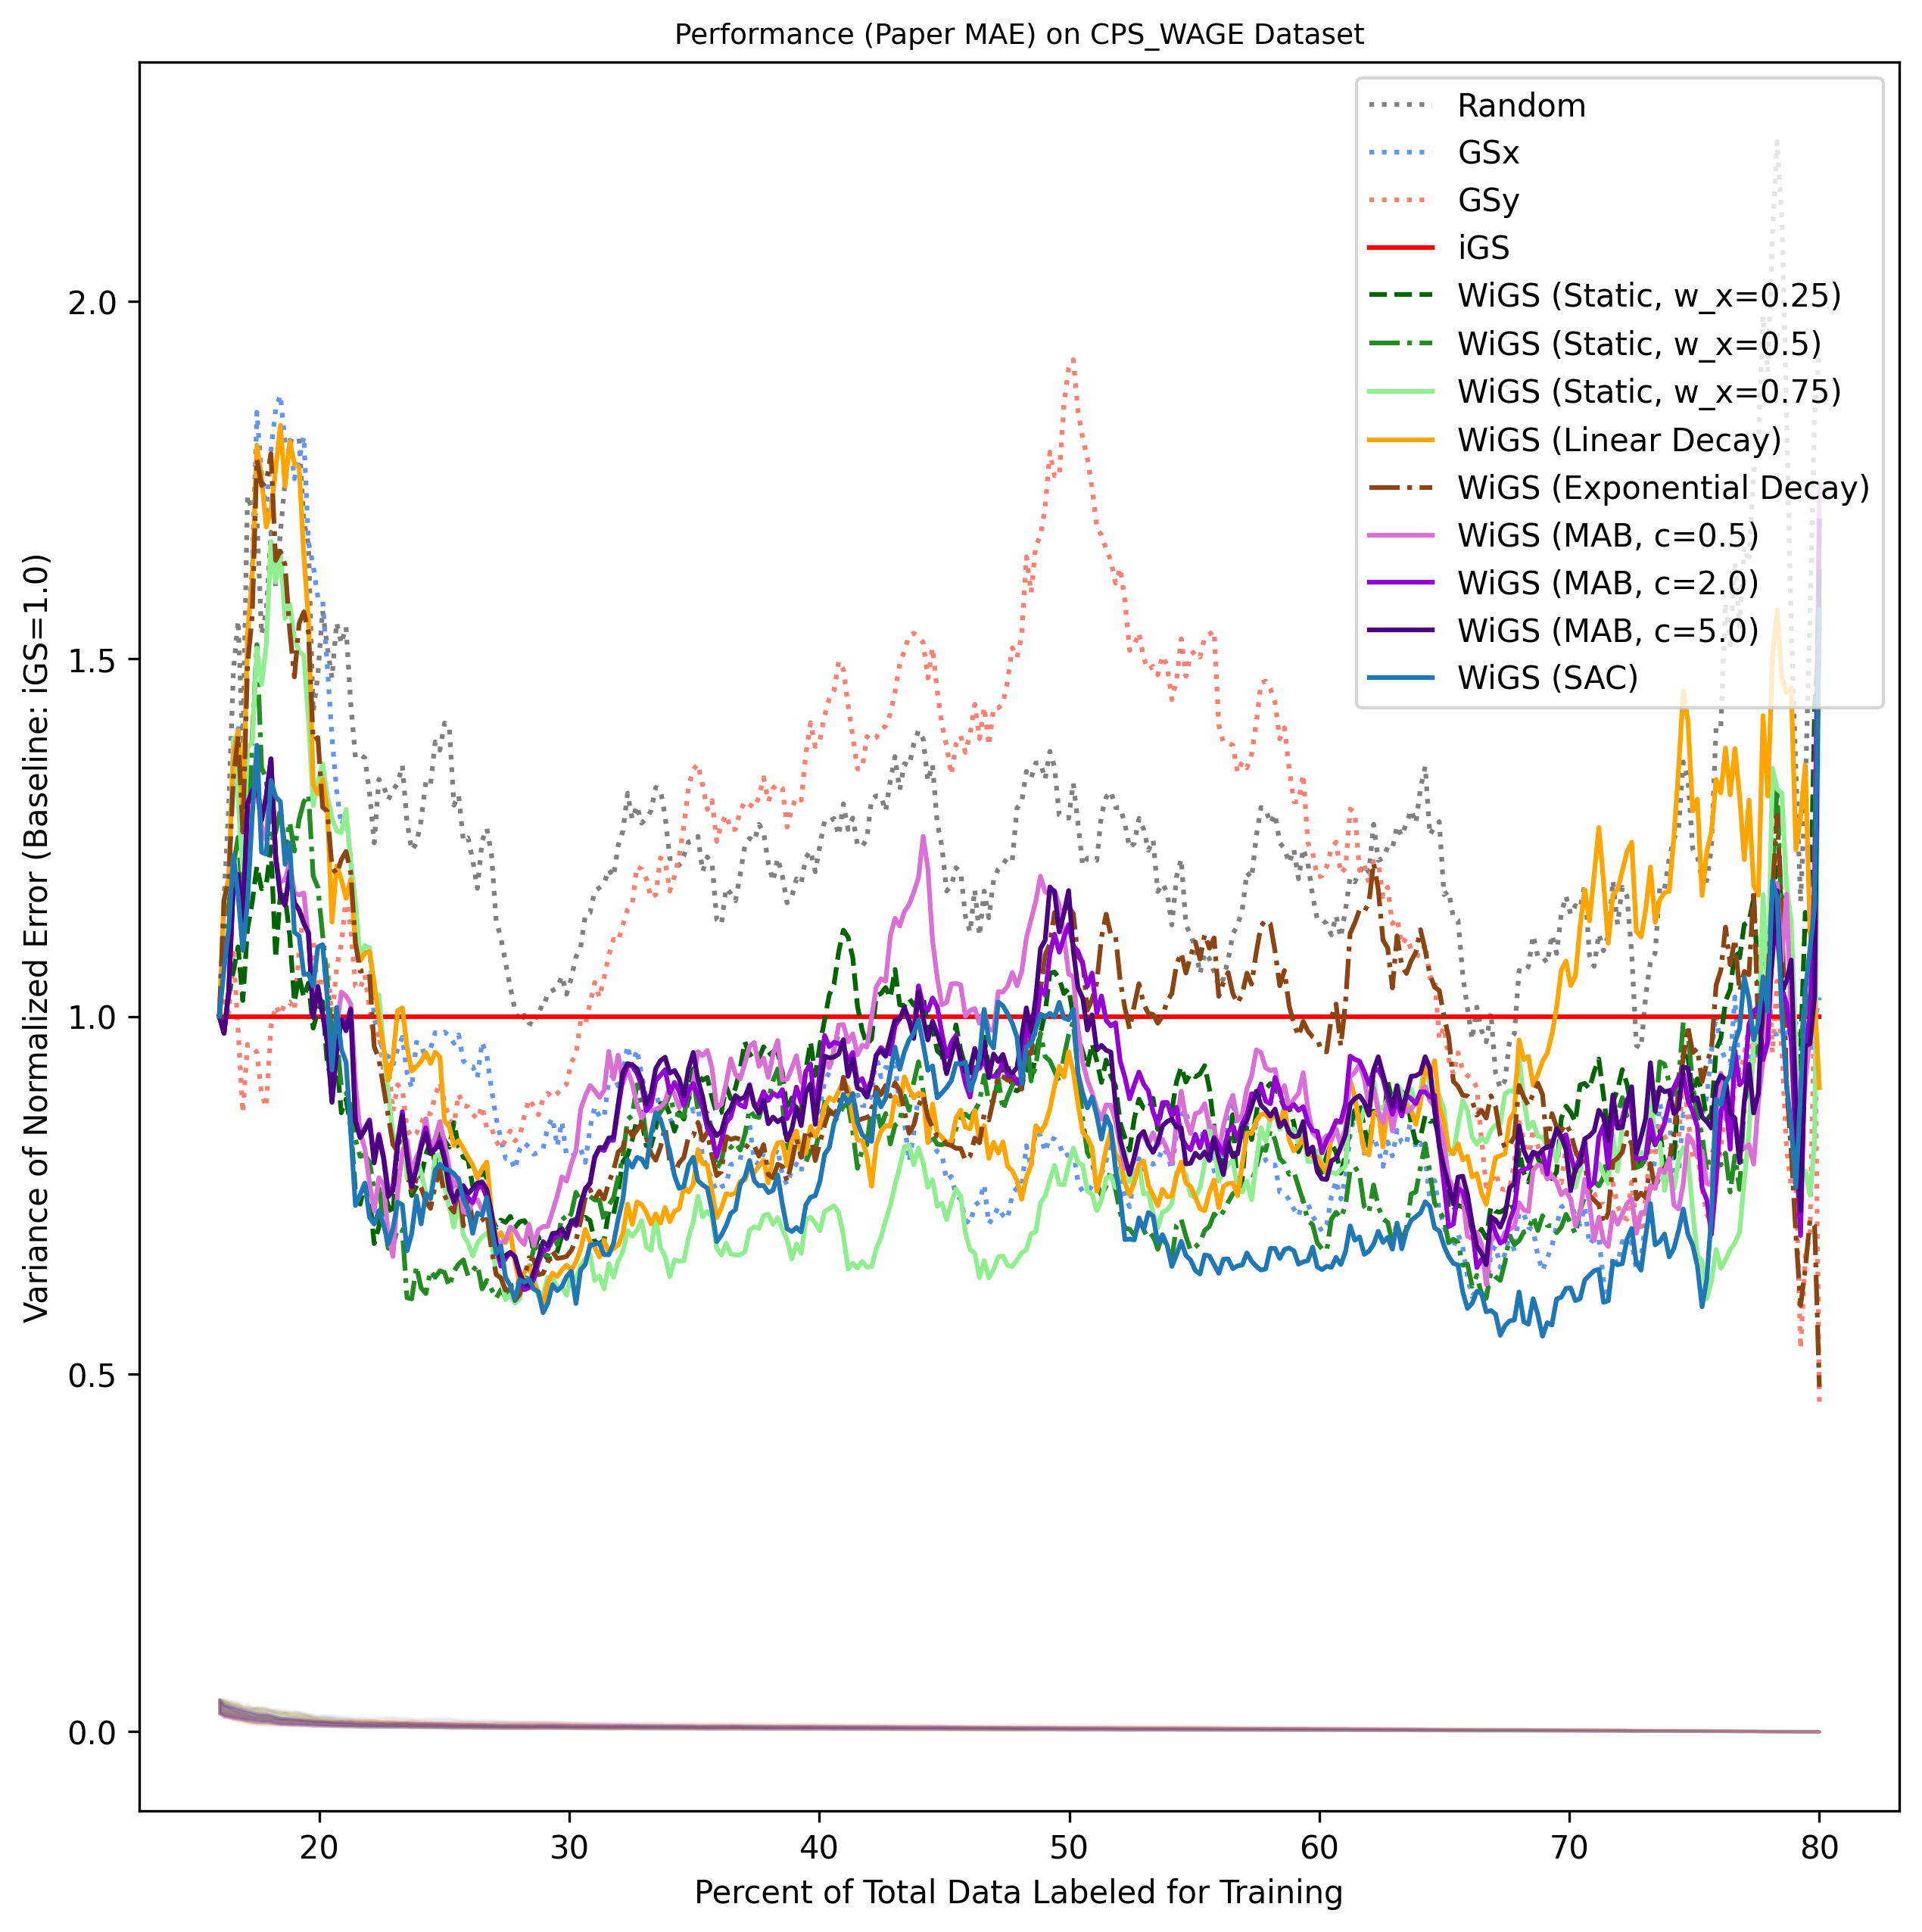 Performance (Paper MAE) on CPS_WAGE Dataset
Variance of Normalized Error (Baseline: iGS=1.0)
2.0
1.5
1.0
0.5
0.0
Random
GSx
GSy
iGS
WiGS (Static, w_x=0.25)
WiGS (Static, w_x=0.5)
WiGS (Static, w_x=0.75)
WiGS (Linear Decay)
WiGS (Exponential Decay)
WiGS (MAB, c=0.5)
WiGS (MAB, c=2.0)
WiGS (MAB, c=5.0)
WiGS (SAC)
20 30 40 50 60 70 80
Percent of Total Data Labeled for Training